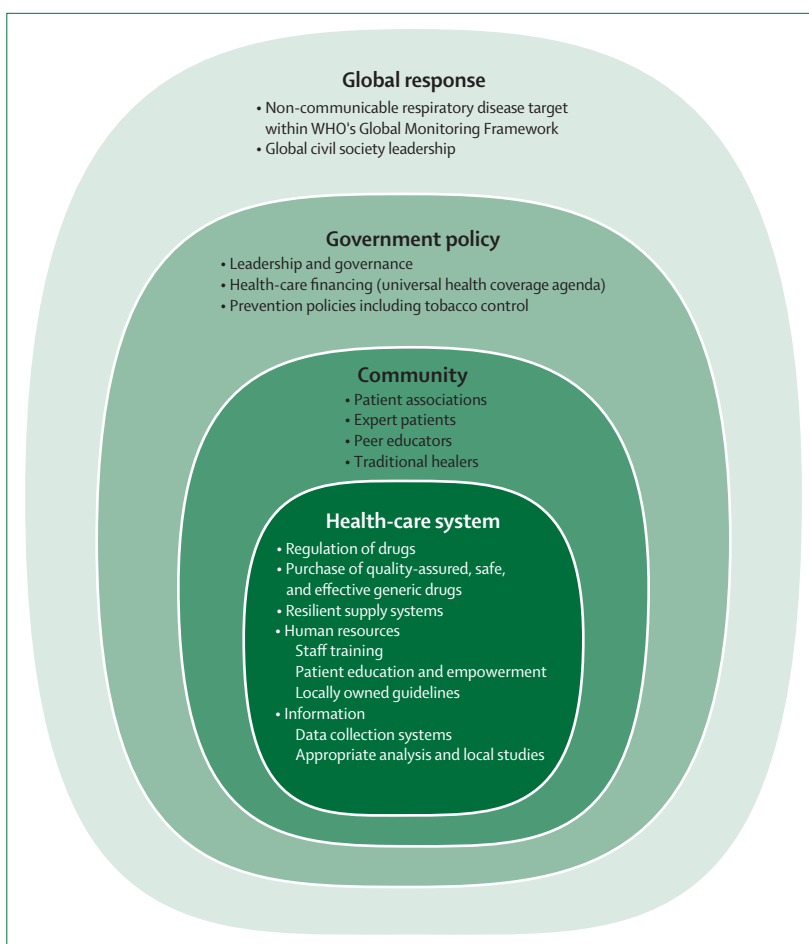 Global response
• Non-communicable respiratory disease target
within WHO's Global Monitoring Framework
• Global civil society leadership
Government policy
• Leadership and governance
• Health-care financing (universal health coverage agenda)
• Prevention policies including tobacco control
Community
• Patient associations
• Expert patients
• Peer educators
• Traditional healers
Health-care system
• Regulation of drugs
• Purchase of quality-assured, safe,
and effective generic drugs
• Resilient supply systems
• Human resources
Staff training
Patient education and empowerment
Locally owned guidelines
• Information
Data collection systems
Appropriate analysis and local studies